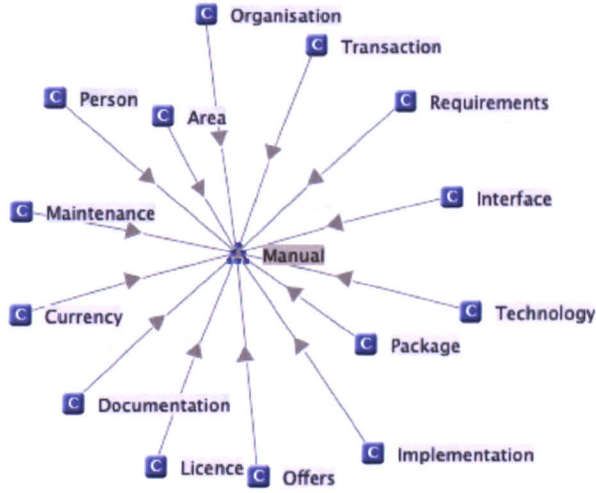 C Organisation
C Transaction
C Person
C Requirements
C Area
C Interface
C Maintenance
Manual
C Technology
C Currency
C Package
C Documentation
C Implementation
C Licence
C Offers